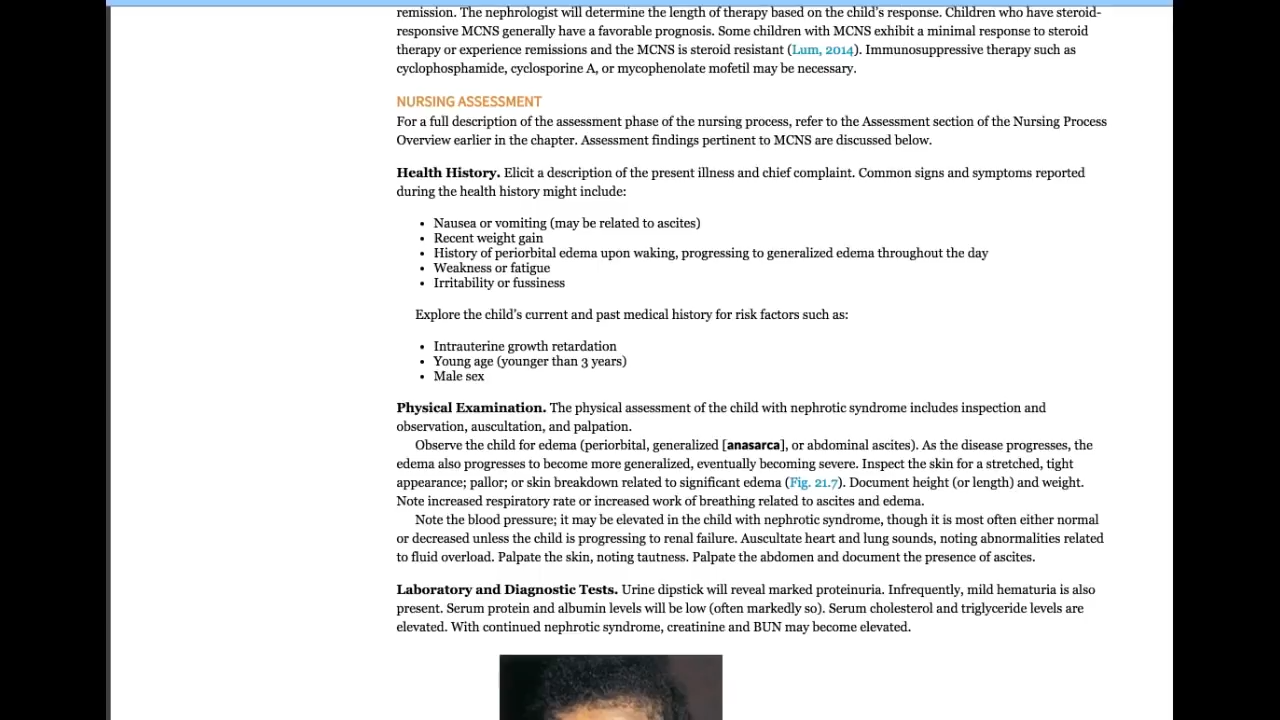 remission. The nephrologist will determine the length of therapy based on the child’s response. Children who have steroid-
responsive MCNS generally have a favorable prognosis. Some children with MCNS exhibit a minimal response to steroid
therapy or experience remissions and the MCNS is steroid resistant (Lum, 2014). Immunosuppressive therapy such as
cyclophosphamide, cyclosporine A, or mycophenolate mofetil may be necessary.
NURSING ASSESSMENT
For a full description of the assessment phase of the nursing process, refer to the Assessment section of the Nursing Process
Overview earlier in the chapter. Assessment findings pertinent to MCNS are discussed below.
Health History. Elicit a description of the present illness and chief complaint. Common signs and symptoms reported
during the health history might include:
• Nausea or vomiting (may be related to ascites)
• Recent weight gain
• History of periorbital edema upon waking, progressing to generalized edema throughout the day
• Weakness or fatigue
• Irritability or fussiness
Explore the child’s current and past medical history for risk factors such as:
• Intrauterine growth retardation
• Young age (younger than 3 years)
• Male sex
Physical Examination. The physical assessment of the child with nephrotic syndrome includes inspection and
observation, auscultation, and palpation.
Observe the child for edema (periorbital, generalized [anasarca], or abdominal ascites). As the disease progresses, the
edema also progresses to become more generalized, eventually becoming severe. Inspect the skin for a stretched, tight
appearance; pallor; or skin breakdown related to significant edema (Fig. 21.7). Document height (or length) and weight.
Note increased respiratory rate or increased work of breathing related to ascites and edema.
Note the blood pressure; it may be elevated in the child with nephrotic syndrome, though it is most often either normal
or decreased unless the child is progressing to renal failure. Auscultate heart and lung sounds, noting abnormalities related
to fluid overload. Palpate the skin, noting tautness. Palpate the abdomen and document the presence of ascites.
Laboratory and Diagnostic Tests. Urine dipstick will reveal marked proteinuria. Infrequently, mild hematuria is also
present. Serum protein and albumin levels will be low (often markedly so). Serum cholesterol and triglyceride levels are
elevated. With continued nephrotic syndrome, creatinine and BUN may become elevated.